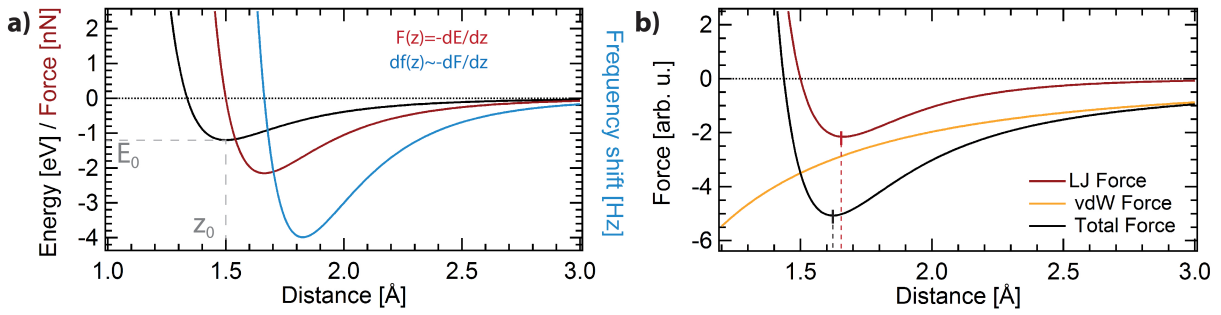 a)
Energy [eV] / Force [nN]
2
1
0
-1
-2
-3
-4
F(z)=-dE/dz
df(z)~-dF/dz
E0
z0
1.0
1.5
2.0
2.5
3.0
Distance [Å]
Frequency shift [Hz]
b)
Force [arb. u.]
2
0
-2
-4
-6
LJ Force
vdW Force
Total Force
1.5
2.0
2.5
3.0
Distance [Å]